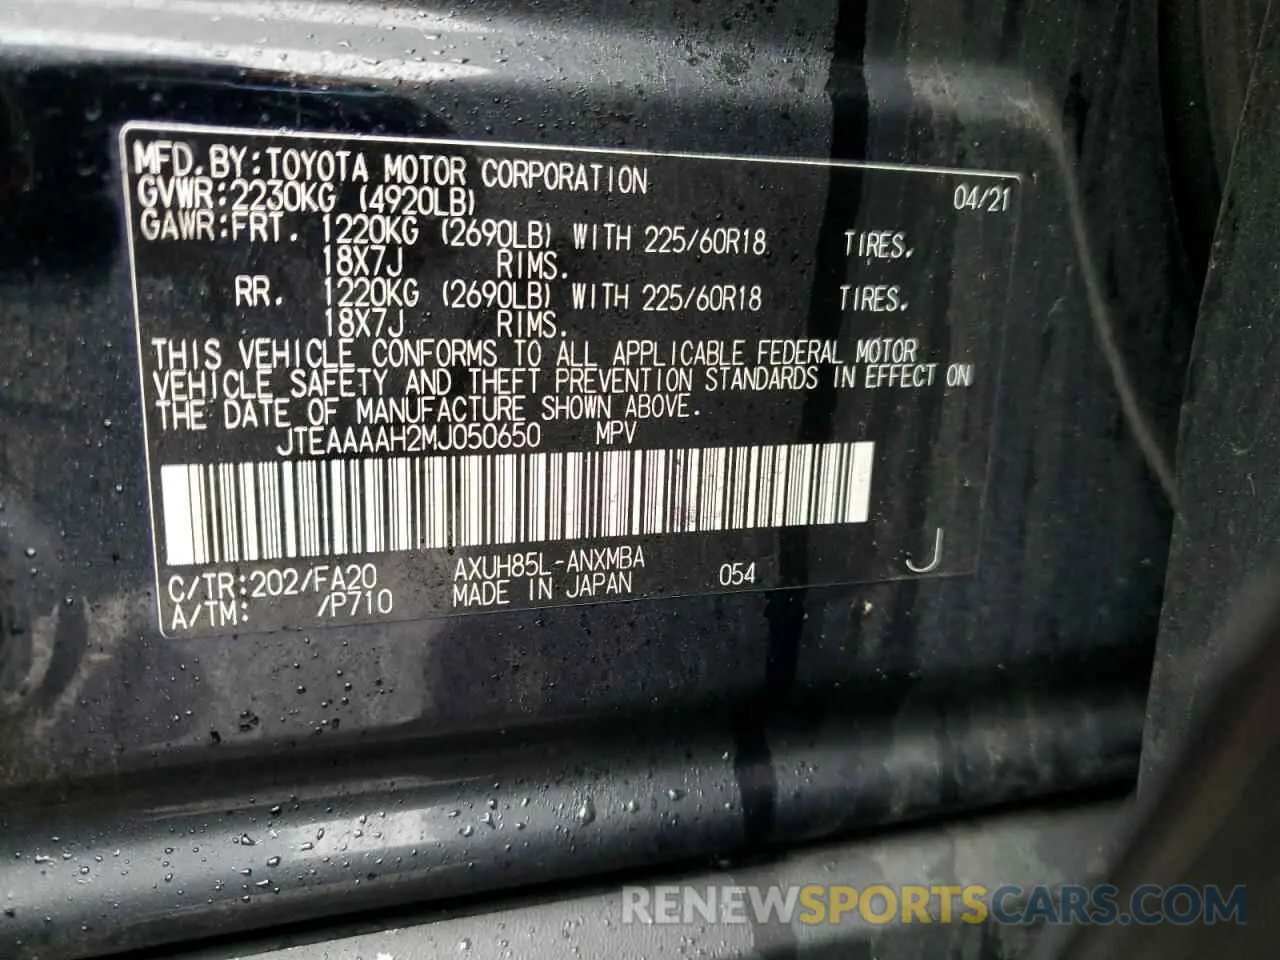 MFD.BY:TOYOTA MOTOR CORPORATION 04/21
GVWR:2230KG (4920LB)
GAWR:FRT. 1220KG (2690LB) WITH 225/60R18 TIRES.
18X7J RIMS.
RR. 1220KG (2690LB) WITH 225/60R18 TIRES.
18X7J RIMS.
THIS VEHICLE CONFORMS TO ALL APPLICABLE FEDERAL MOTOR
VEHICLE SAFETY AND THEFT PREVENTION STANDARDS IN EFFECT ON
THE DATE OF MANUFACTURE SHOWN ABOVE.
JTEAAAAH2MJ050650 MPV
C/TR:202/FA20 AXUH85L-ANXMBA 054 J
A/TM: /P710 MADE IN JAPAN
RENEWSPORTSCARS.COM